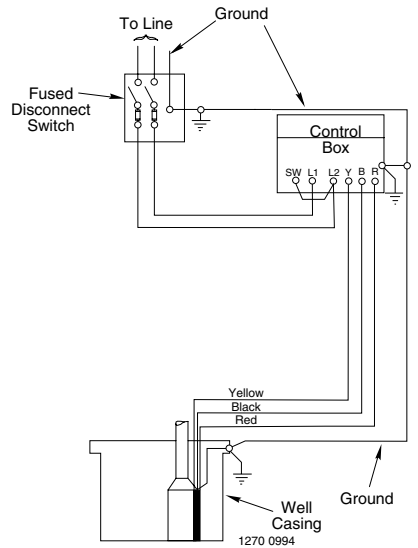 To Line
Ground
Fused
Disconnect
Switch
Control
Box
SW L1 L2 Y B R
Yellow
Black
Red
Well
Casing
Ground
1270 0994